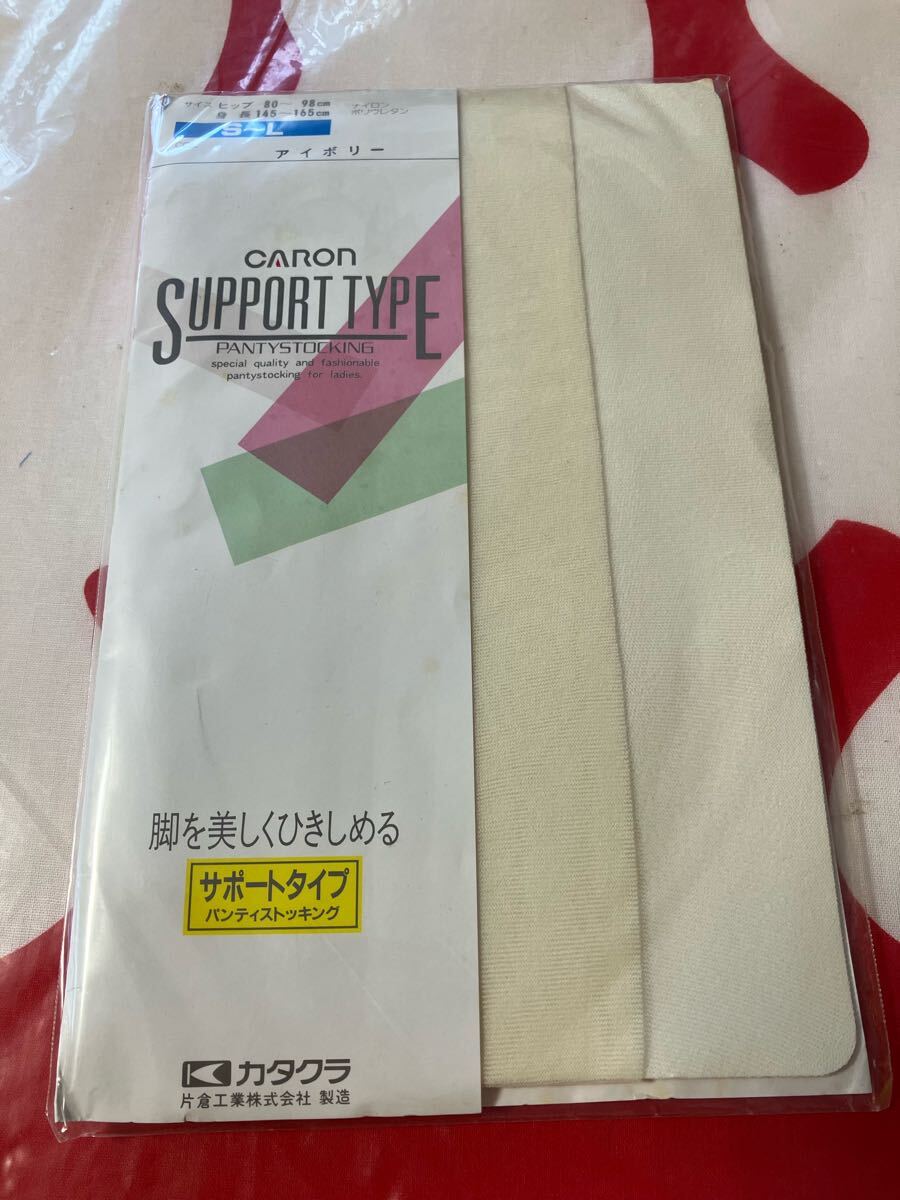 サイズ ヒップ 80～98cm
身長 145～165cm
ナイロン
ポリウレタン
S～L
アイボリー
CARON
SUPPORT TYPE
PANTYSTOCKING
special quality and fashionable
pantystocking for ladies.
脚を美しくひきしめる
サポートタイプ
パンティストッキング
カタクラ
片倉工業株式会社 製造